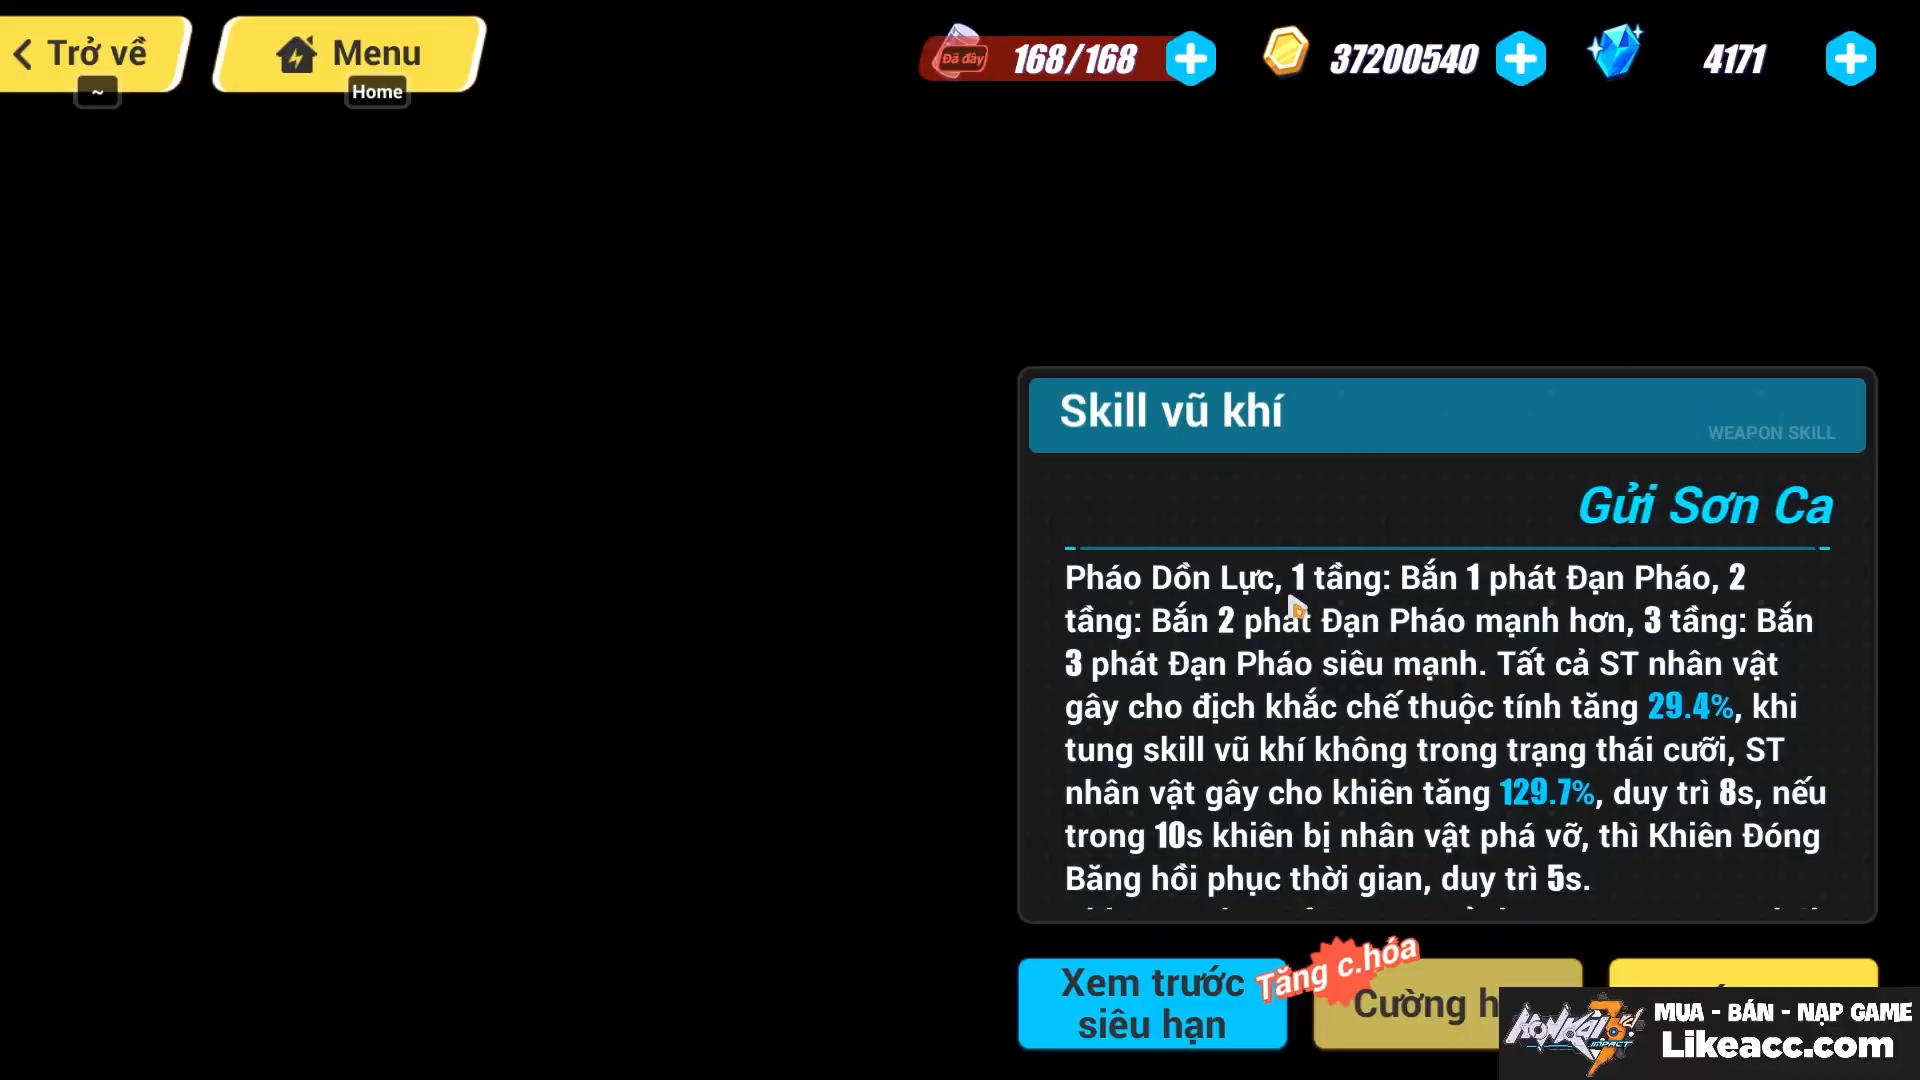 Trở về
~
Menu
Home
Đã đầy
168/168
37200540
4171
Skill vũ khí
WEAPON SKILL
Gửi Sơn Ca
Pháo Dồn Lực, 1 tầng: Bắn 1 phát Đạn Pháo, 2
tầng: Bắn 2 phát Đạn Pháo mạnh hơn, 3 tầng: Bắn
3 phát Đạn Pháo siêu mạnh. Tất cả ST nhân vật
gây cho địch khắc chế thuộc tính tăng 29.4%, khi
tung skill vũ khí không trong trạng thái cưỡi, ST
nhân vật gây cho khiên tăng 129.7%, duy trì 8s, nếu
trong 10s khiên bị nhân vật phá vỡ, thì Khiên Đóng
Băng hồi phục thời gian, duy trì 5s.
Xem trước
siêu hạn
Tăng c.hóa
Cường h
HONKAI 3rd
IMPACT
MUA - BÁN - NẠP GAME
Likeacc.com